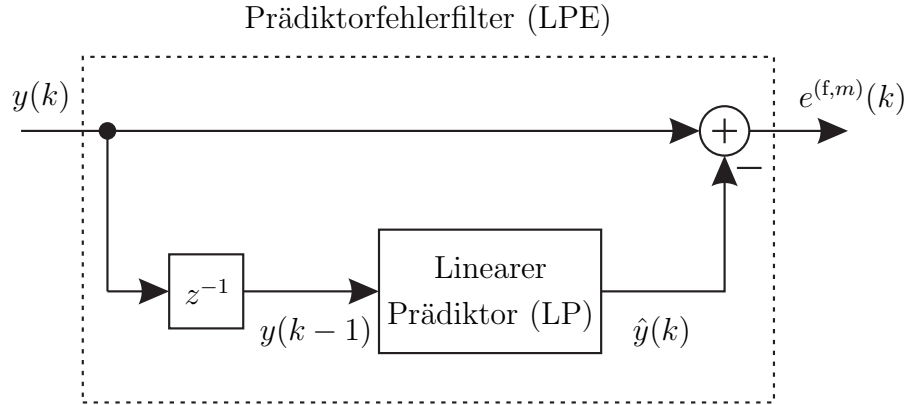 Prädiktorfehlerfilter (LPE)
y(k)
e^{(f,m)}(k)
+
−
z^{−1}
Linearer
Prädiktor (LP)
y(k − 1)
ŷ(k)